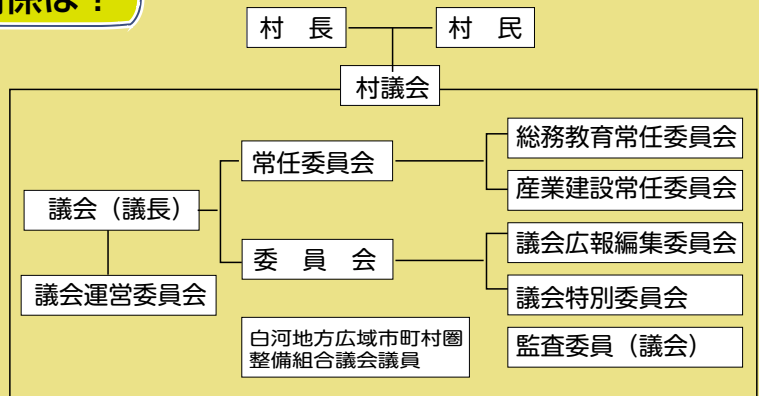 係は？
村　長
村　民
村議会
総務教育常任委員会
常任委員会
産業建設常任委員会
議会（議長）
議会広報編集委員会
委　員　会
議会運営委員会
議会特別委員会
白河地方広域市町村圏
整備組合議会議員
監査委員（議会）